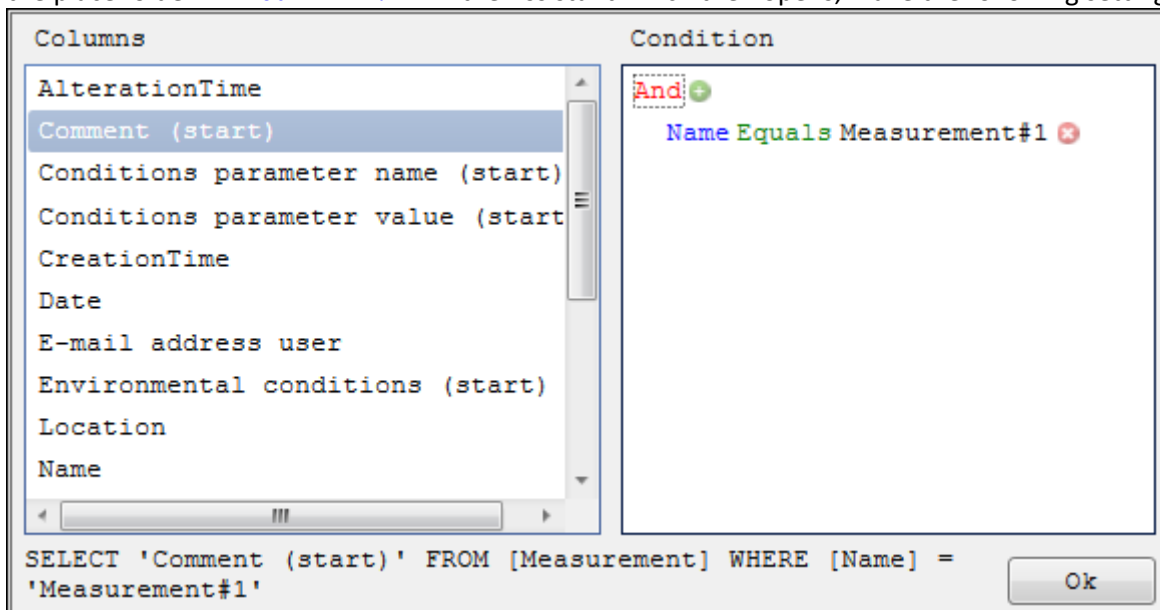 Columns
Condition
AlterationTime
Comment (start)
Conditions parameter name (start)
Conditions parameter value (start
CreationTime
Date
E-mail address user
Environmental conditions (start)
Location
Name
And
Name Equals Measurement#1
SELECT 'Comment (start)' FROM [Measurement] WHERE [Name] =
'Measurement#1'
Ok